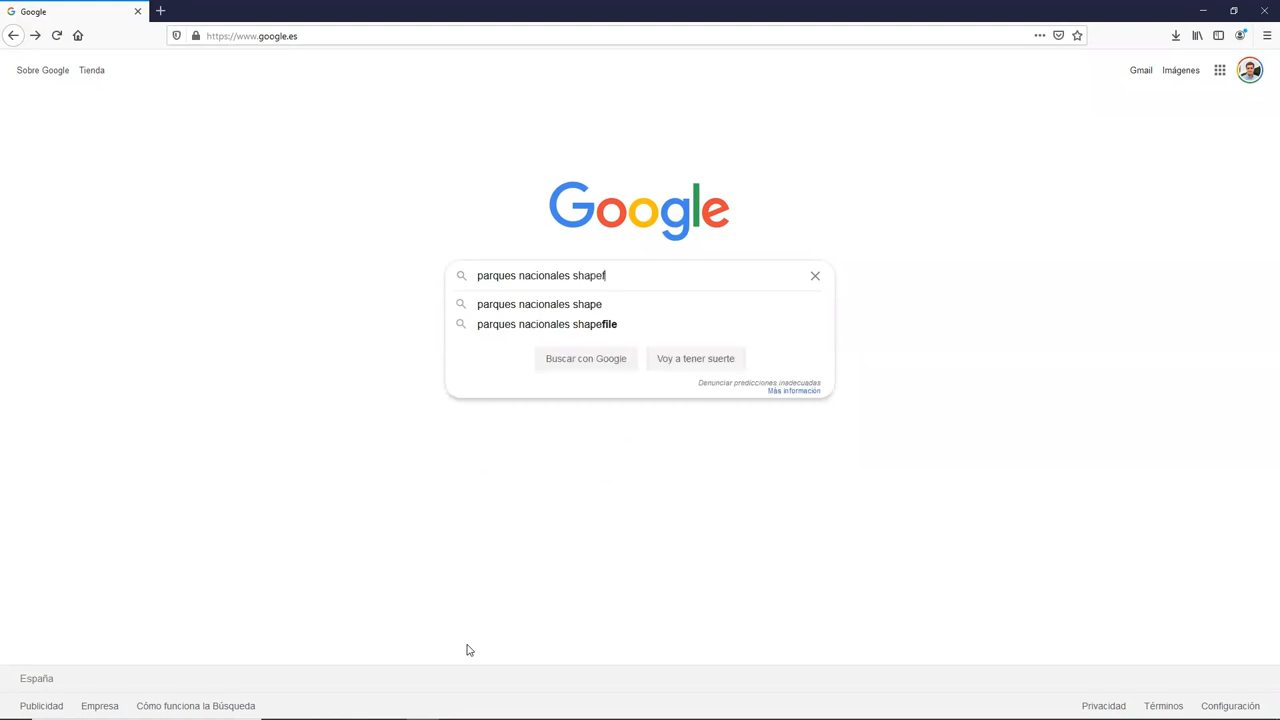 Google
https://www.google.es
Sobre Google Tienda
Gmail Imágenes
Google
parques nacionales shapef
parques nacionales shape
parques nacionales shapefile
Buscar con Google Voy a tener suerte
Denunciar predicciones inadecuadas
Más información
España
Publicidad Empresa Cómo funciona la Búsqueda
Privacidad Términos Configuración